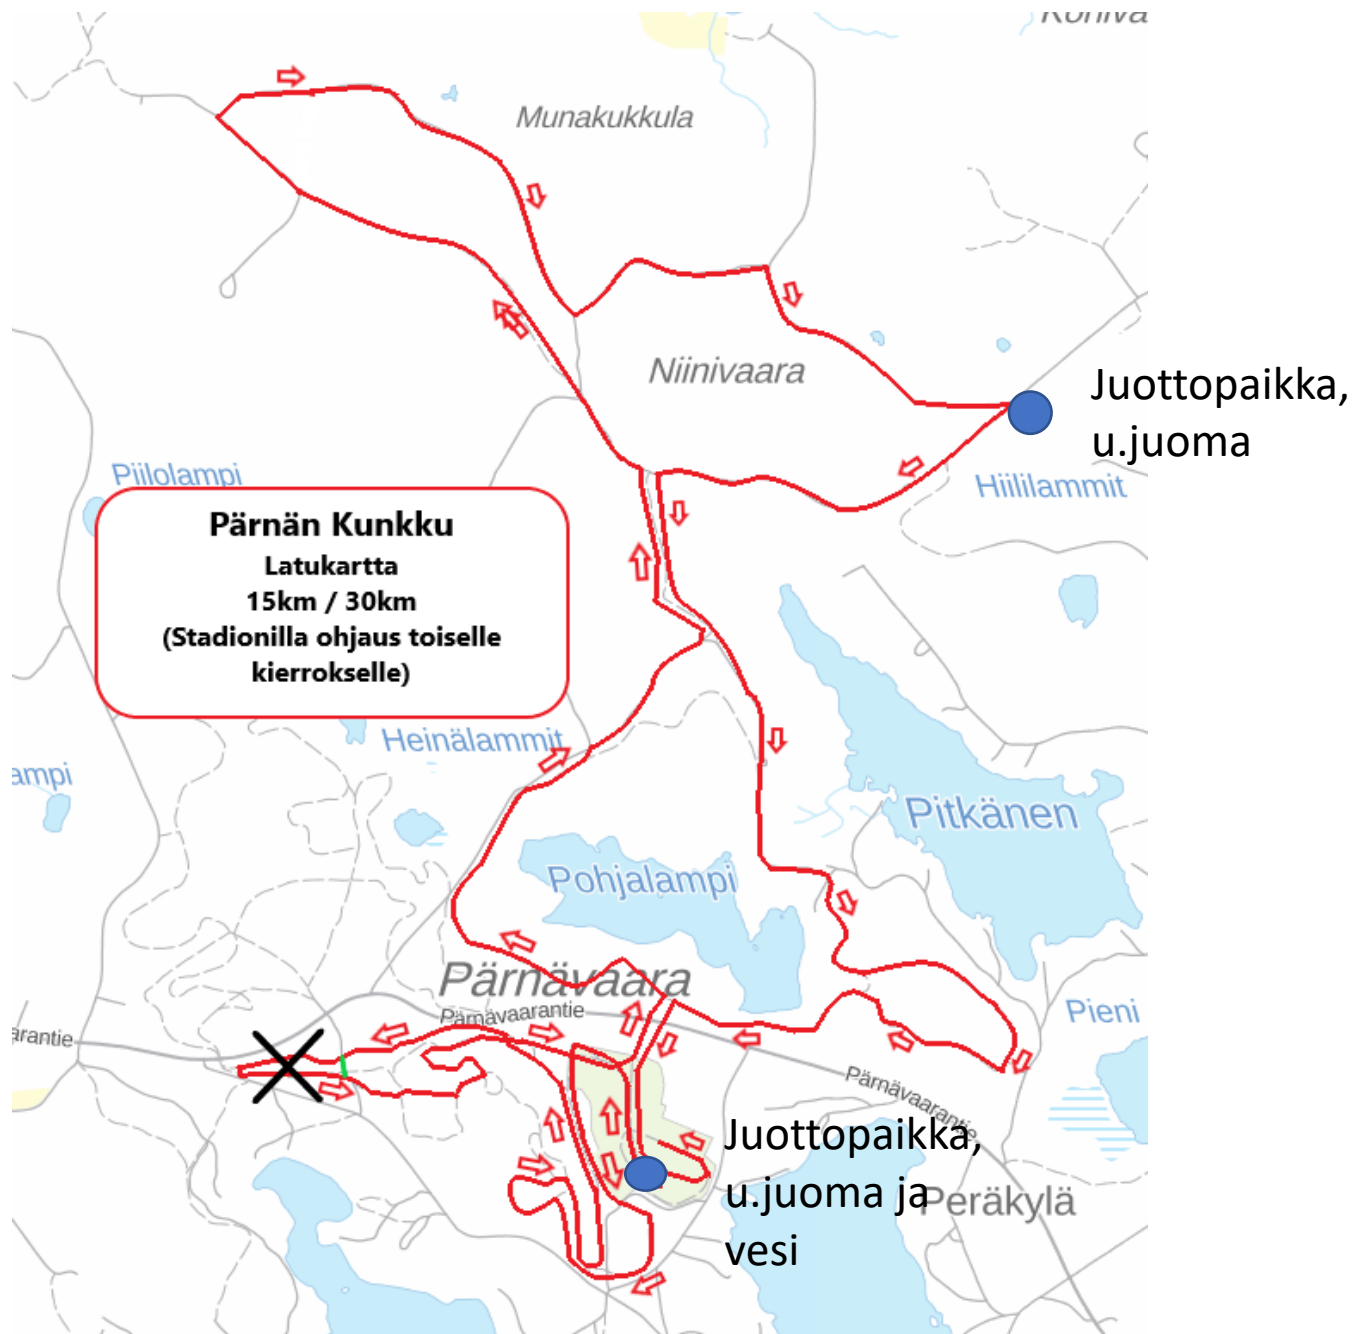 Koniva
Munakukkula
Niinivaara
Juottopaikka,
u.juoma
Piilolampi
Hiililammit
Pärnän Kunkku
Latukartta
15km / 30km
(Stadionilla ohjaus toiselle
kierrokselle)
Heinälammit
ampi
Pitkänen
Pohjalampi
Pärnävaara
Pärnävaarantie
Pieni
arantie
Pärnävaarantie
Juottopaikka,
u.juoma ja
vesi
Peräkylä